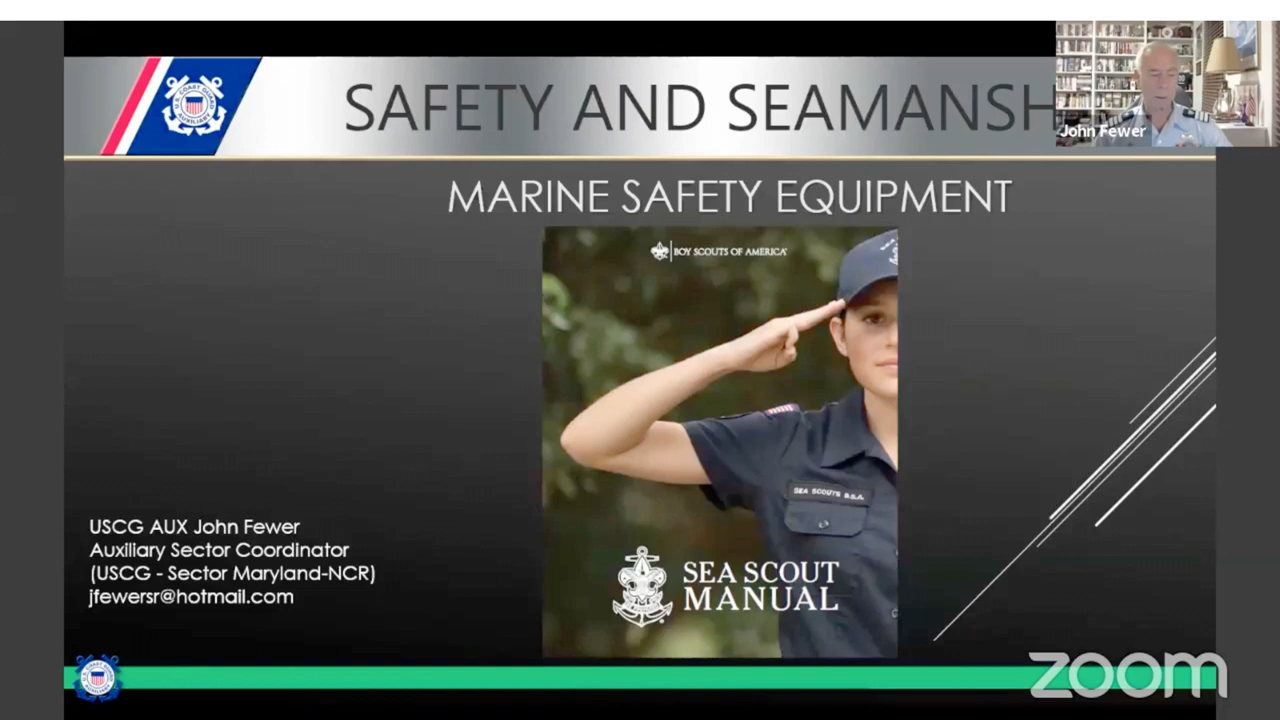 SAFETY AND SEAMANSH
John Fewer
MARINE SAFETY EQUIPMENT
BOY SCOUTS OF AMERICA
SEA SCOUTS B.S.A.
SEA SCOUT
MANUAL
USCG AUX John Fewer
Auxiliary Sector Coordinator
(USCG - Sector Maryland-NCR)
jfewersr@hotmail.com
zoom